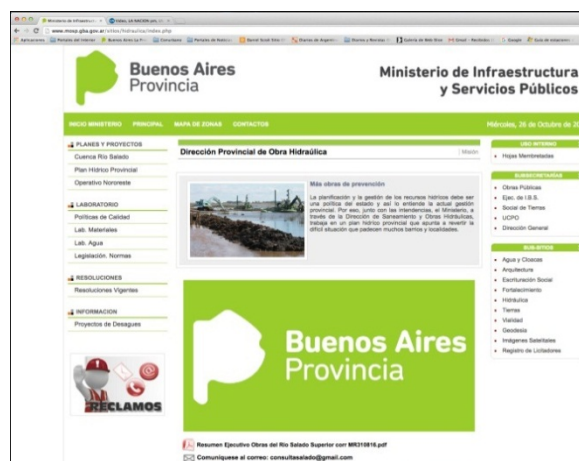 Ministerio de Infraestruct
www.mosp.gba.gov.ar/sitios/hidraulica/index.php
Buenos Aires
Provincia
Ministerio de Infraestructura
y Servicios Públicos
INICIO MINISTERIO PRINCIPAL MAPA DE ZONAS CONTACTOS
Miércoles, 26 de Octubre de 20
PLANES Y PROYECTOS
Cuenca Río Salado
Plan Hídrico Provincial
Operativo Noroeste
LABORATORIO
Políticas de Calidad
Lab. Materiales
Lab. Agua
Legislación. Normas
RESOLUCIONES
Resoluciones Vigentes
INFORMACION
Proyectos de Desagues
RECLAMOS
Dirección Provincial de Obra Hidraúlica
Misión
Más obras de prevención
La planificación y la gestión de los recursos hídricos debe ser
una política del estado y así lo entiende la actual gestión
provincial. Por eso, junto con las intendencias, el Ministerio, a
través de la Dirección de Saneamiento y Obras Hidráulicas,
trabaja en un plan hídrico provincial que apunta a revertir la
difícil situación que padecen muchos barrios y localidades.
Buenos Aires
Provincia
Resumen Ejecutivo Obras del Río Salado Superior corr MR310816.pdf
Comuníquese al correo: consultasalado@gmail.com
USO INTERNO
Hojas Membretadas
SUBSECRETARIAS
Obras Públicas
Ejec. de I.B.S.
Social de Tierras
UCPO
Dirección General
SUB-SITIOS
Agua y Cloacas
Arquitectura
Escrituración Social
Fortalecimiento
Hidráulica
Tierras
Vialidad
Geodesia
Imágenes Satelitales
Registro de Licitadores